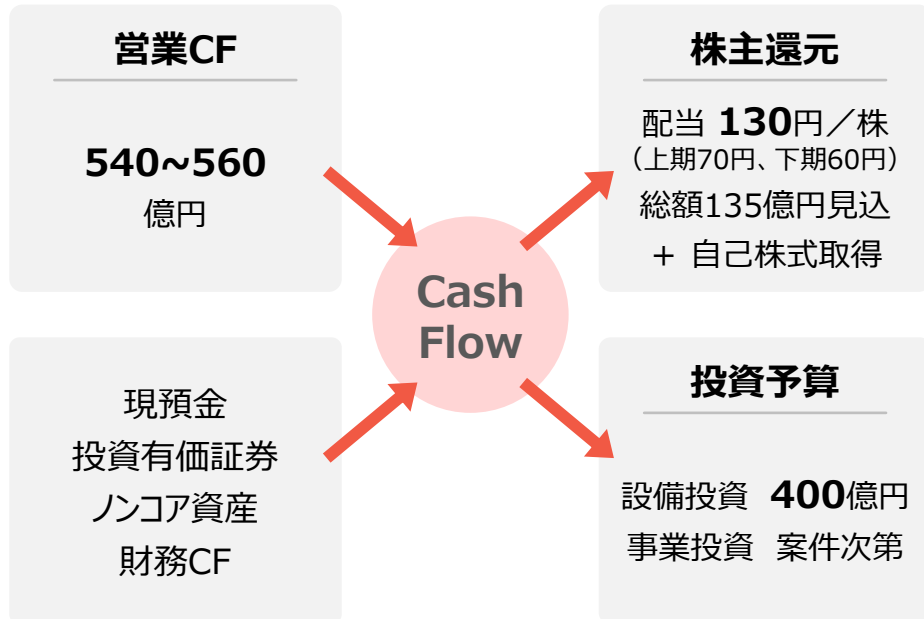 営業CF
540~560
億円
現預金
投資有価証券
ノンコア資産
財務CF
Cash
Flow
株主還元
配当 130円／株
（上期70円、下期60円）
総額135億円見込
+ 自己株式取得
投資予算
設備投資 400億円
事業投資 案件次第